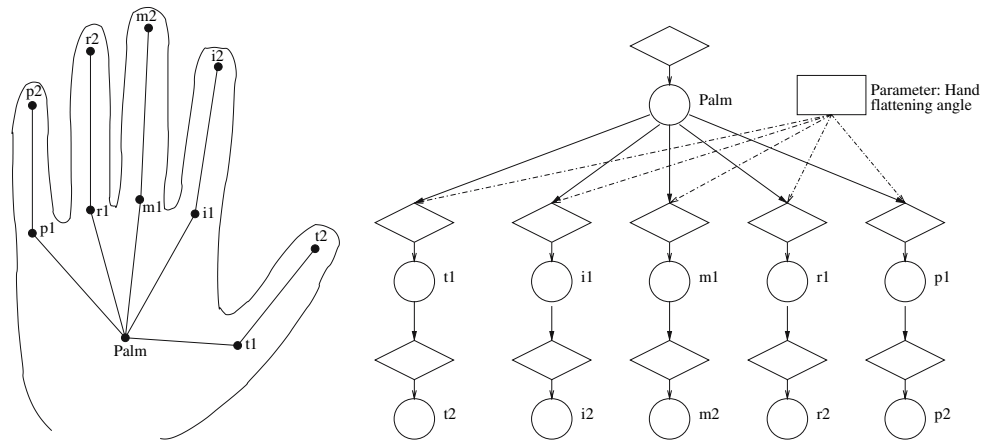 m2
r2
i2
p2
m1
i1
r1
p1
t2
t1
Palm
Palm
Parameter: Hand
flattening angle
t1
i1
m1
r1
p1
t2
i2
m2
r2
p2